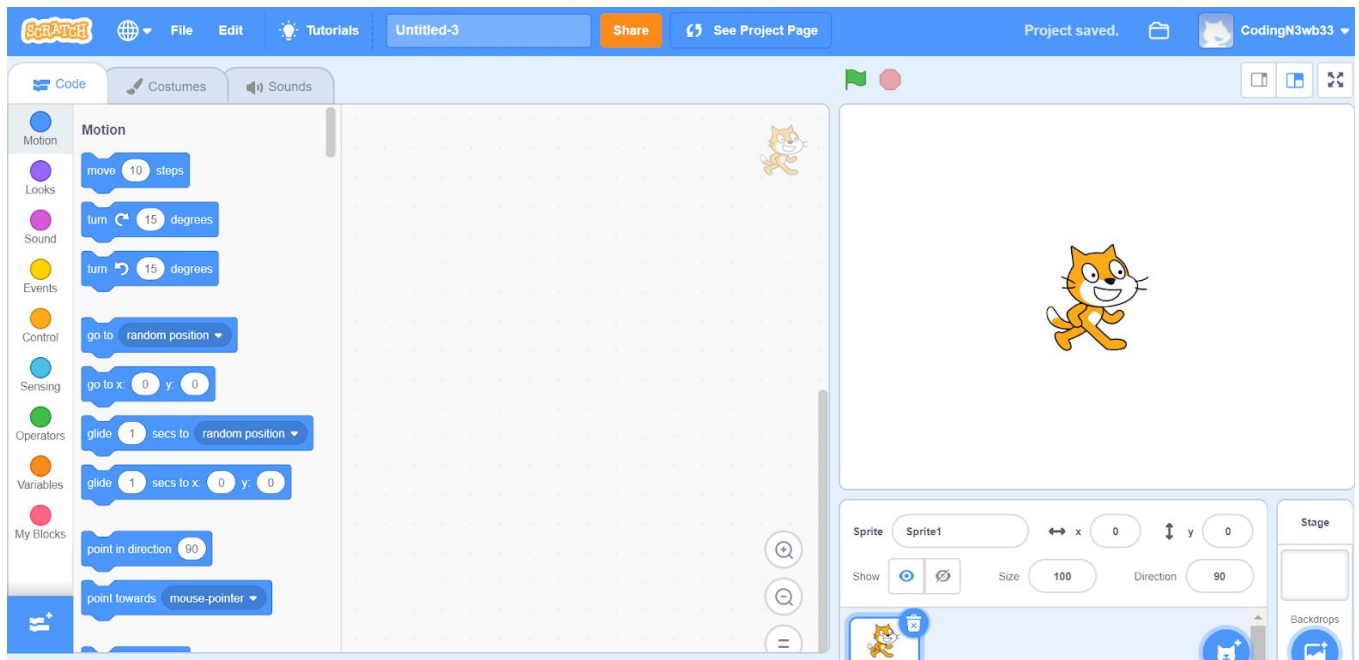 SCRATCH File Edit Tutorials Untitled-3 Share See Project Page Project saved. CodingN3wb33
Code Costumes Sounds
Motion
Looks
Sound
Events
Control
Sensing
Operators
Variables
My Blocks
Motion
move 10 steps
turn 15 degrees
turn 15 degrees
go to random position
go to x: 0 y: 0
glide 1 secs to random position
glide 1 secs to x: 0 y: 0
point in direction 90
point towards mouse-pointer
Sprite Sprite1 x 0 y 0
Show Size 100 Direction 90
Stage
Backdrops